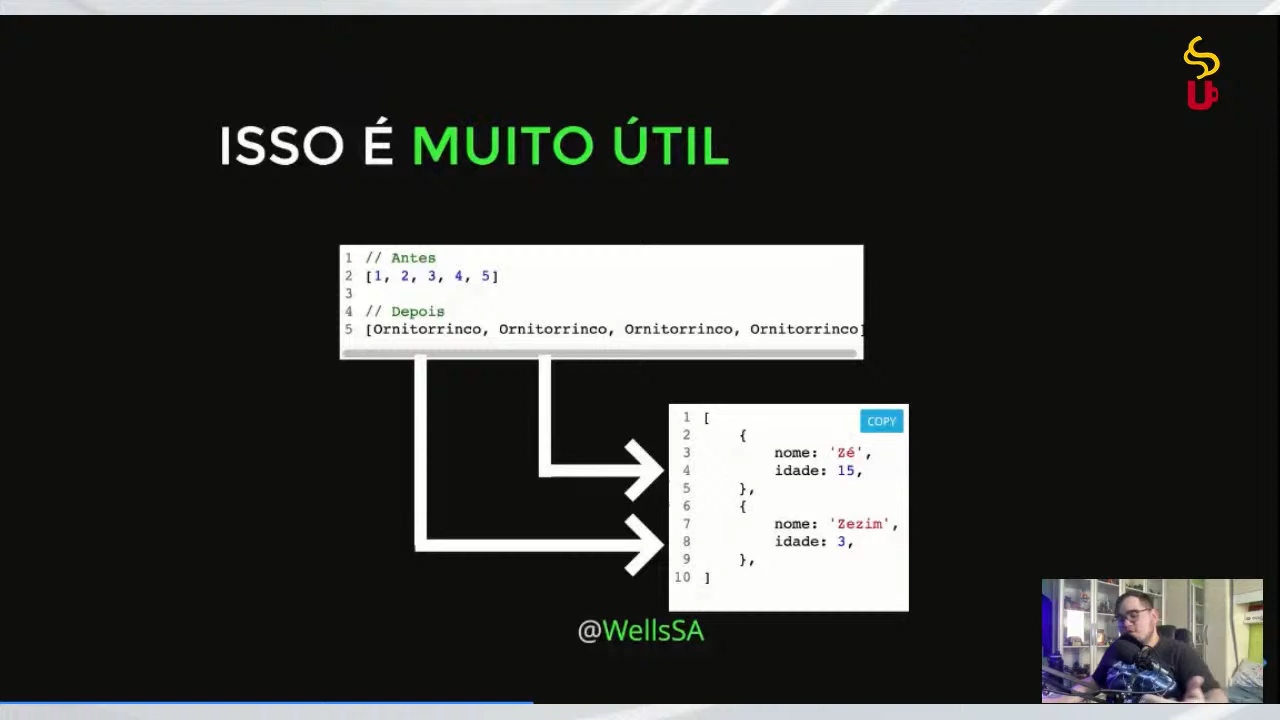 ISSO É MUITO ÚTIL
1 // Antes
2 [1, 2, 3, 4, 5]
3
4 // Depois
5 [Ornitorrinco, Ornitorrinco, Ornitorrinco, Ornitorrinco]
1 [
COPY
2 {
3 nome: 'Zé',
4 idade: 15,
5 },
6 {
7 nome: 'Zezim',
8 idade: 3,
9 },
10 ]
@WellsSA